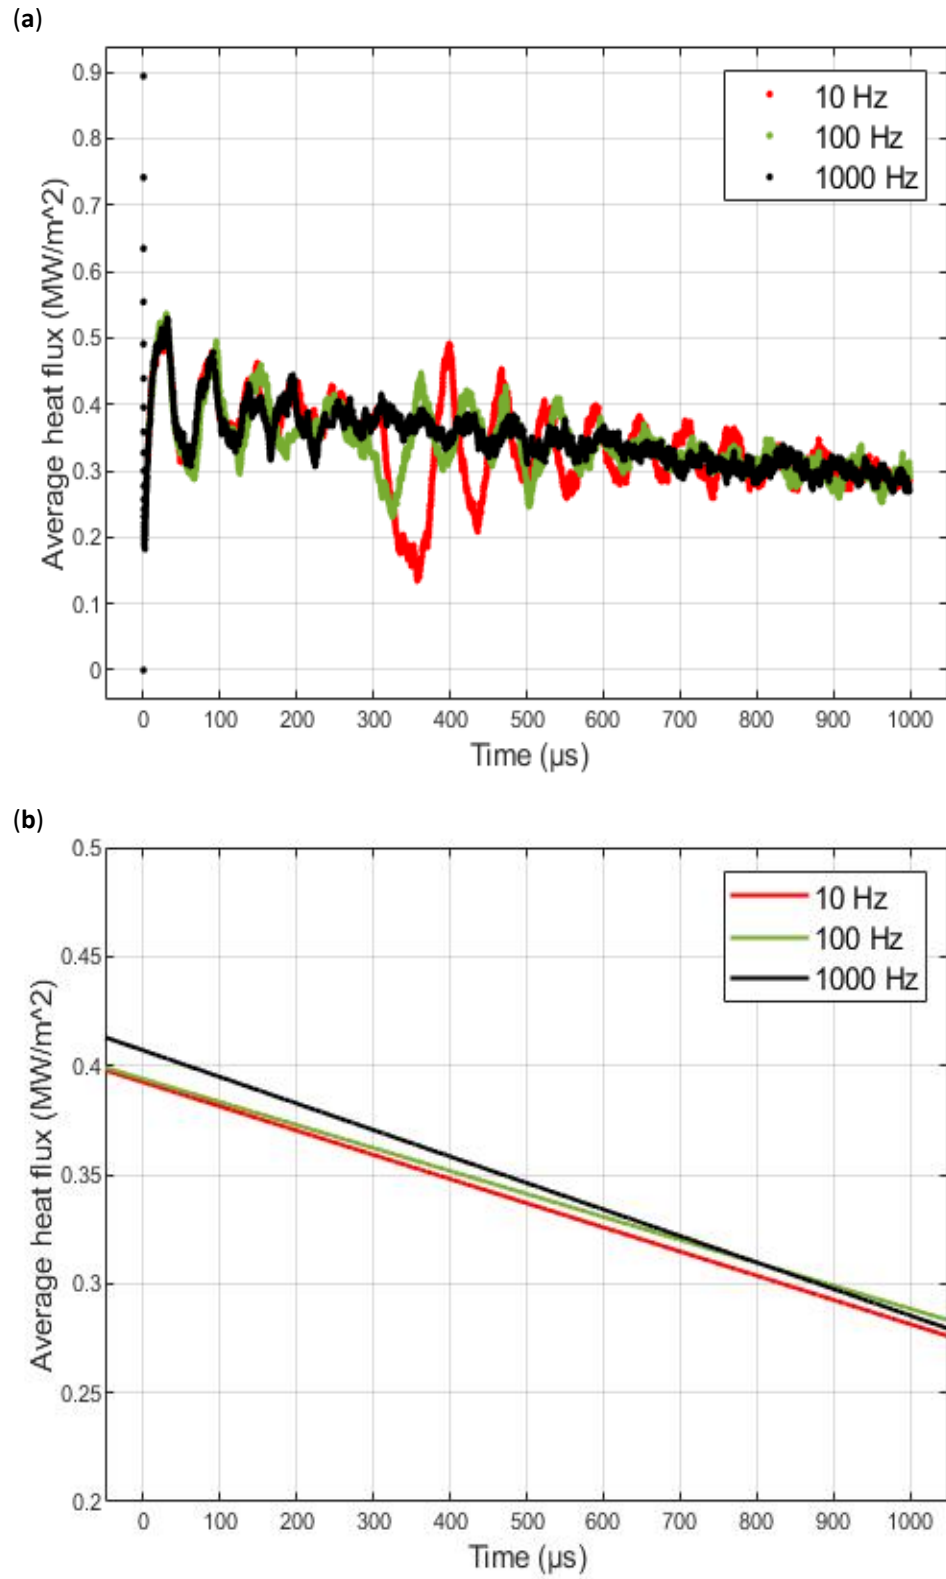 (a)
0.9
0.8
0.7
0.6
0.5
0.4
0.3
0.2
0.1
0
Average heat flux (MW/m^2)
10 Hz
100 Hz
1000 Hz
0 100 200 300 400 500 600 700 800 900 1000
Time (µs)
(b)
0.5
0.45
0.4
0.35
0.3
0.25
0.2
Average heat flux (MW/m^2)
10 Hz
100 Hz
1000 Hz
0 100 200 300 400 500 600 700 800 900 1000
Time (µs)